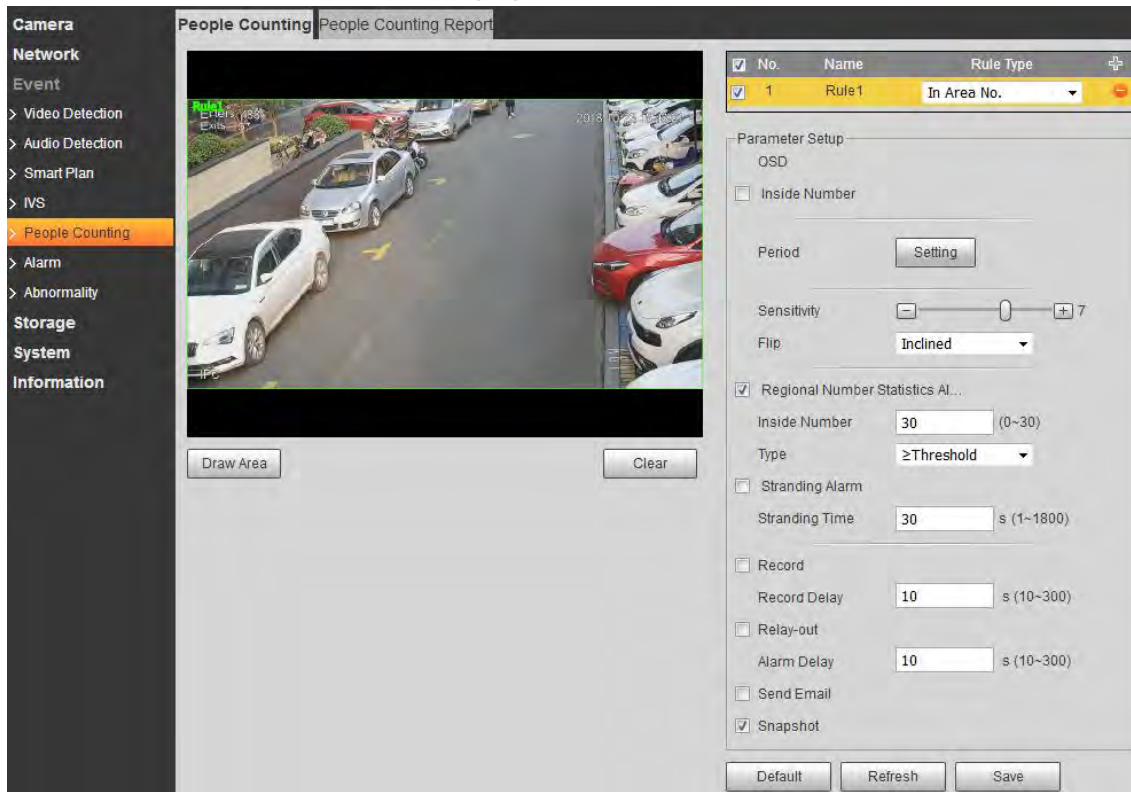 Camera
Network
Event
> Video Detection
> Audio Detection
> Smart Plan
> IVS
> People Counting
> Alarm
> Abnormality
Storage
System
Information
People Counting People Counting Report
Rule1
Enters
Exits
IPC
Draw Area Clear
No. Name Rule Type
1 Rule1 In Area No.
Parameter Setup
OSD
Inside Number
Period Setting
Sensitivity 7
Flip Inclined
Regional Number Statistics Al...
Inside Number 30 (0~30)
Type ≥Threshold
Stranding Alarm
Stranding Time 30 s (1~1800)
Record
Record Delay 10 s (10~300)
Relay-out
Alarm Delay 10 s (10~300)
Send Email
Snapshot
Default Refresh Save